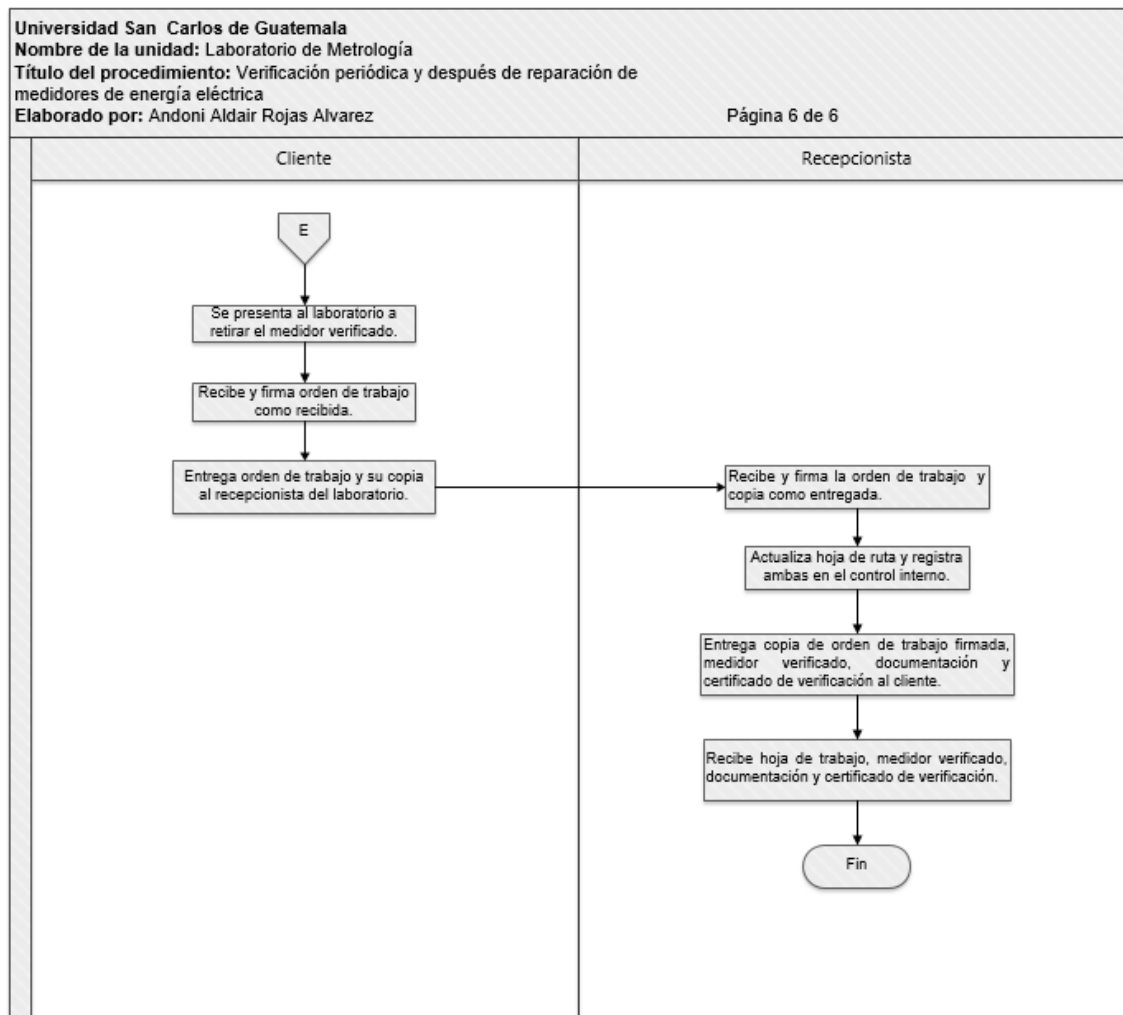 Universidad San Carlos de Guatemala
Nombre de la unidad: Laboratorio de Metrología
Título del procedimiento: Verificación periódica y después de reparación de
medidores de energía eléctrica
Elaborado por: Andoni Aldair Rojas Alvarez
Página 6 de 6
Cliente
Recepcionista
E
Se presenta al laboratorio a
retirar el medidor verificado.
Recibe y firma orden de trabajo
como recibida.
Entrega orden de trabajo y su copia
al recepcionista del laboratorio.
Recibe y firma la orden de trabajo y
copia como entregada.
Actualiza hoja de ruta y registra
ambas en el control interno.
Entrega copia de orden de trabajo firmada,
medidor verificado, documentación y
certificado de verificación al cliente.
Recibe hoja de trabajo, medidor verificado,
documentación y certificado de verificación.
Fin